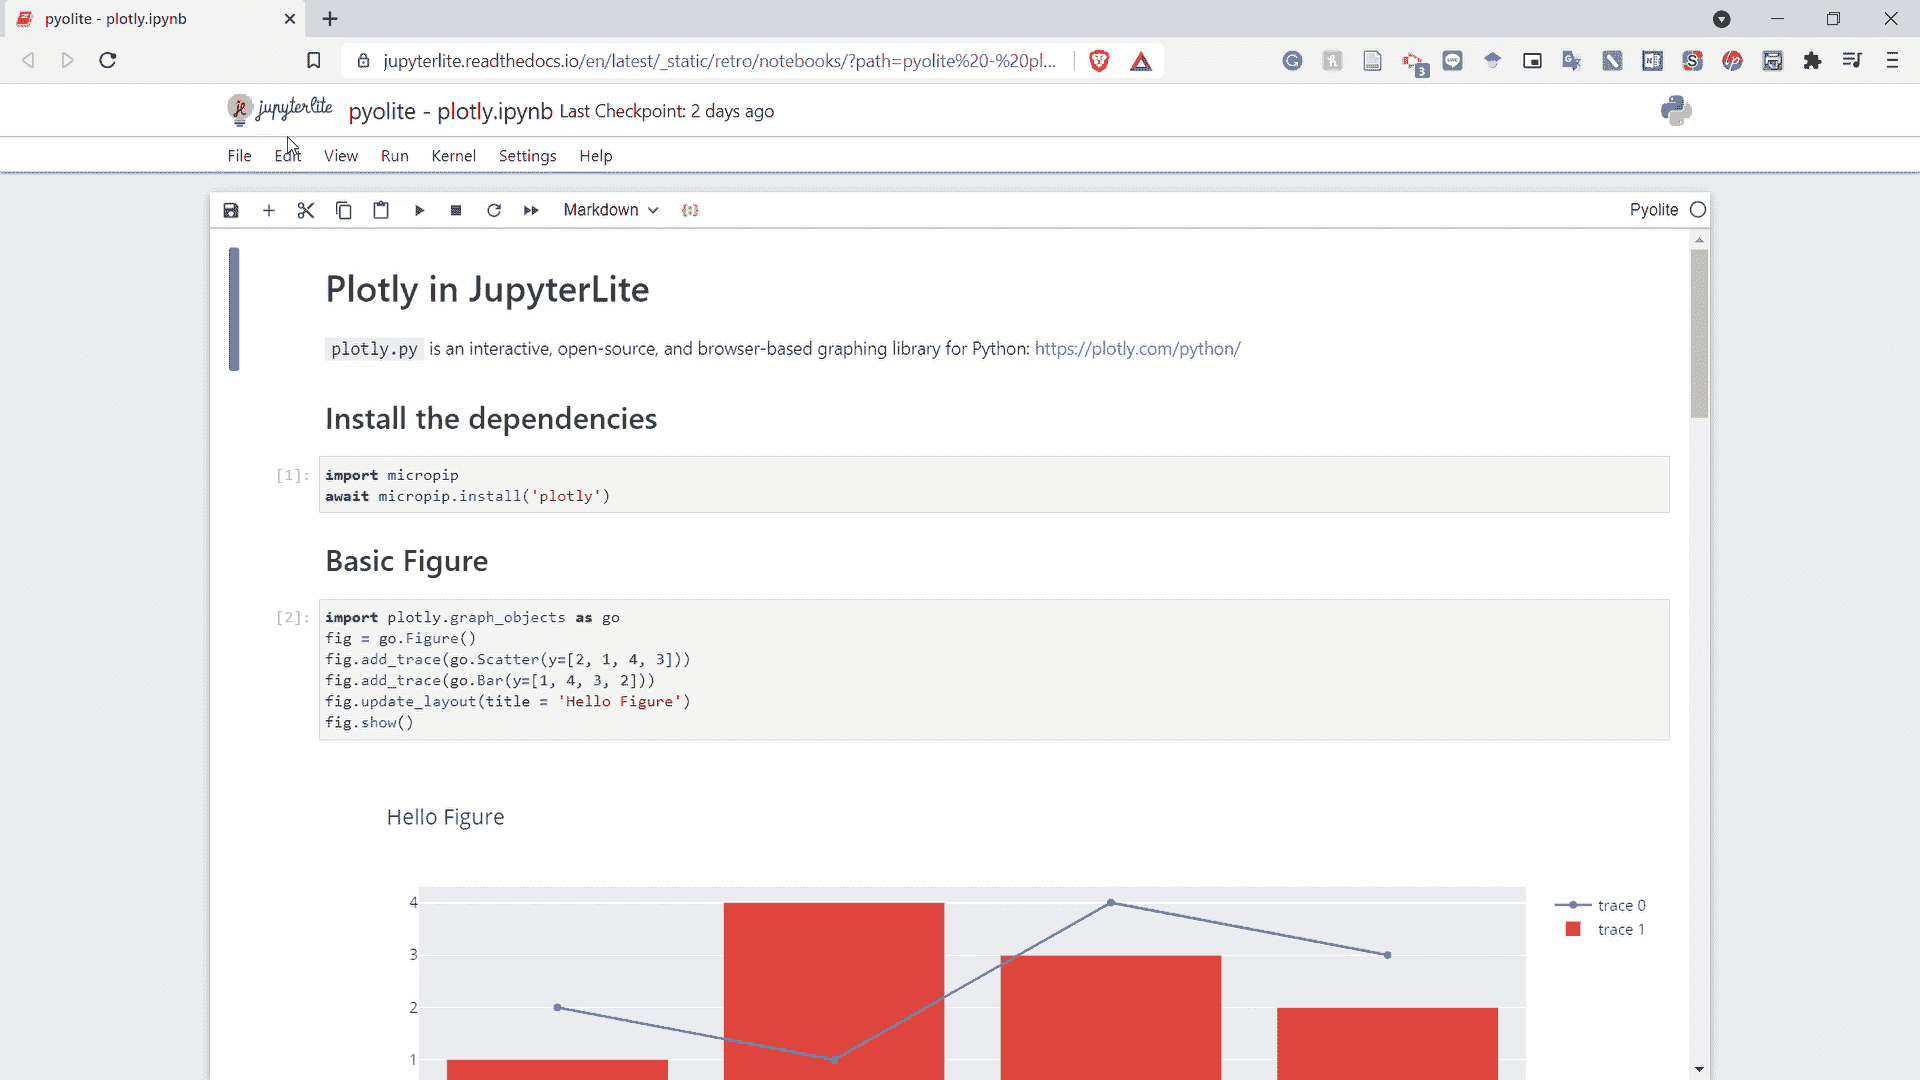 pyolite - plotly.ipynb
jupyterlite.readthedocs.io/en/latest/_static/retro/notebooks/?path=pyolite%20-%20pl...
3
jupyterlite pyolite - plotly.ipynb Last Checkpoint: 2 days ago
File Edit View Run Kernel Settings Help
Markdown
Pyolite
Plotly in JupyterLite
plotly.py is an interactive, open-source, and browser-based graphing library for Python: https://plotly.com/python/
Install the dependencies
[1]: import micropip
await micropip.install('plotly')
Basic Figure
[2]: import plotly.graph_objects as go
fig = go.Figure()
fig.add_trace(go.Scatter(y=[2, 1, 4, 3]))
fig.add_trace(go.Bar(y=[1, 4, 3, 2]))
fig.update_layout(title = 'Hello Figure')
fig.show()
Hello Figure
4
3
2
1
trace 0
trace 1